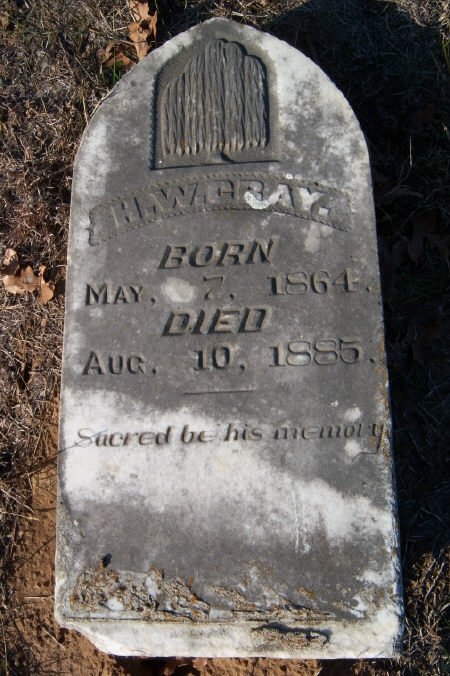 H.W.GRAY.
BORN
MAY, 7, 1864.
DIED
AUG. 10, 1885.
Sacred be his memory